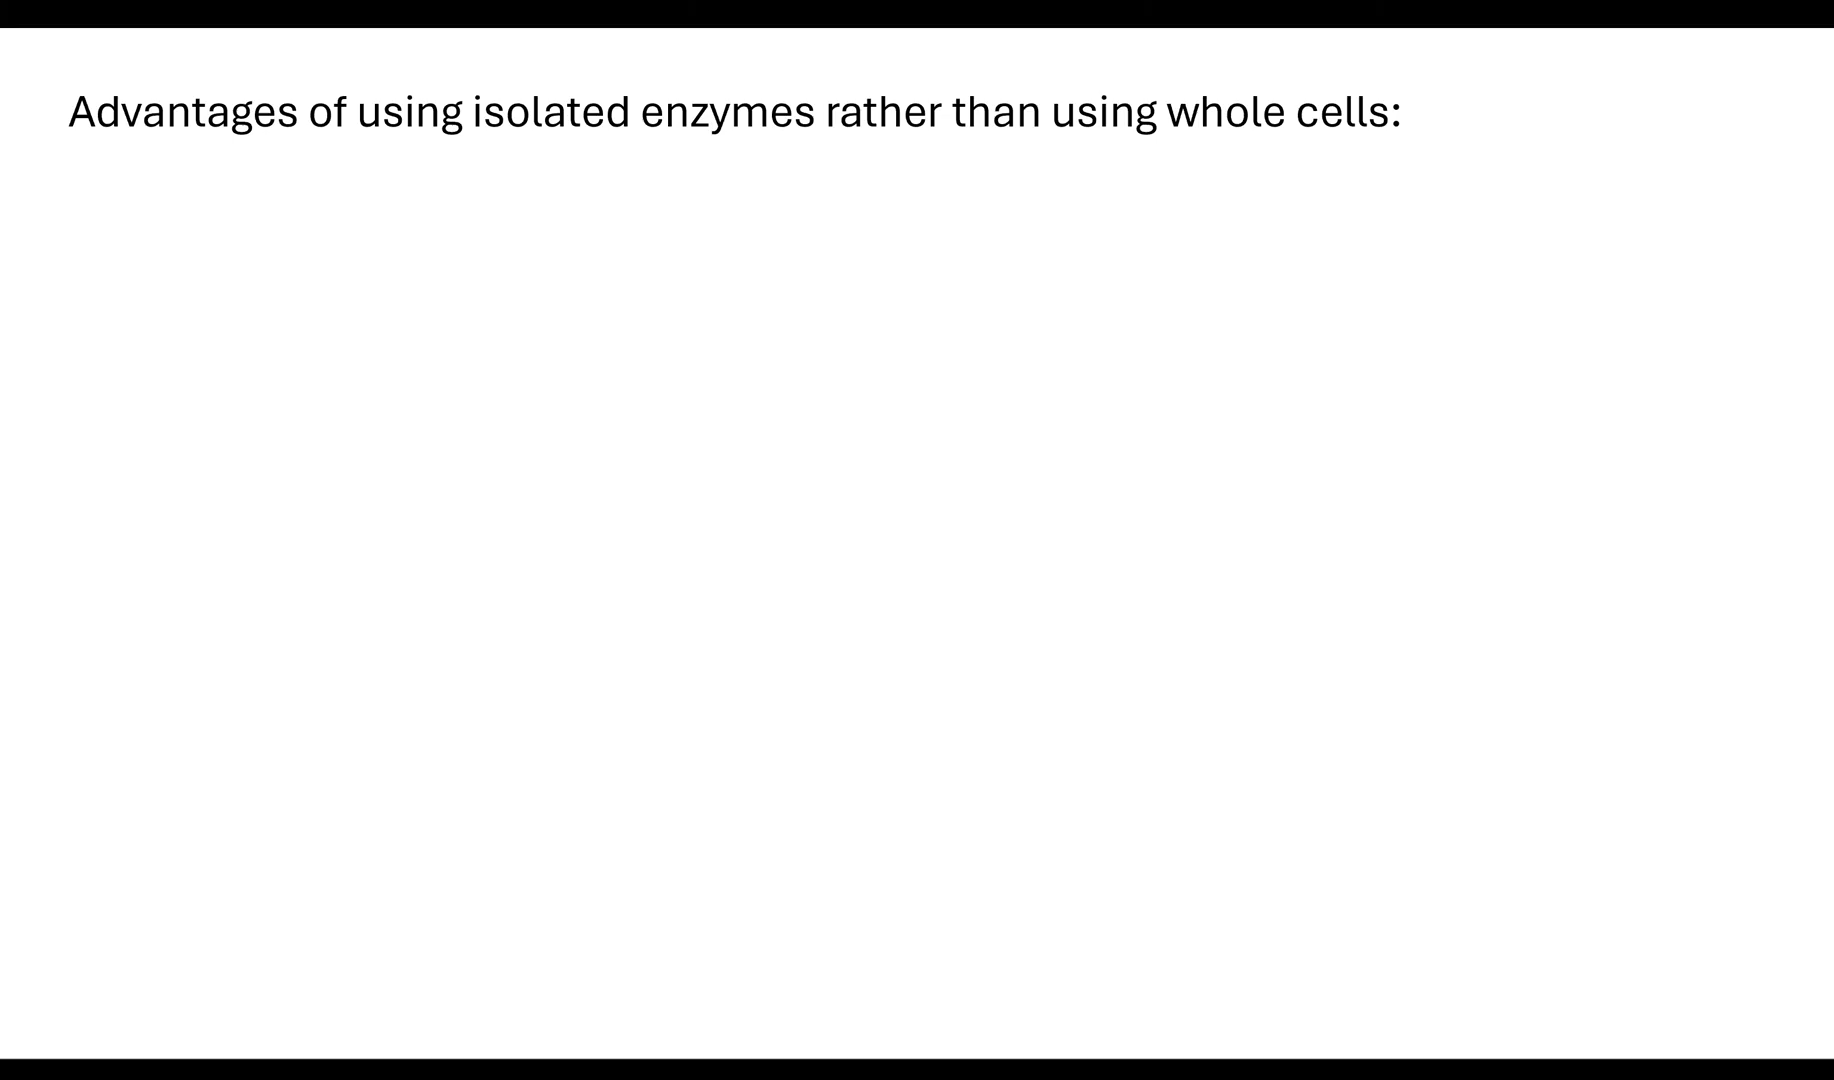 Advantages of using isolated enzymes rather than using whole cells: